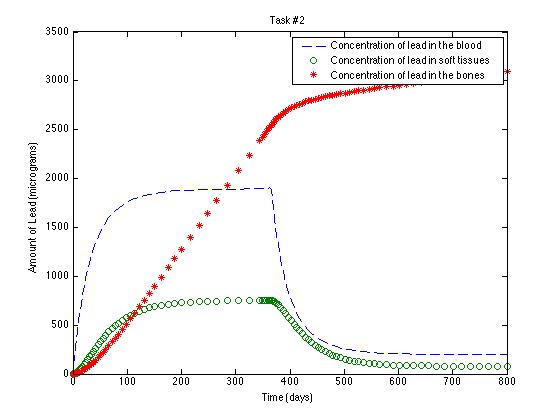 Task #2
Concentration of lead in the blood
Concentration of lead in soft tissues
Concentration of lead in the bones
3500
3000
2500
2000
1500
1000
500
0
Amount of Lead (micrograms)
0 100 200 300 400 500 600 700 800
Time (days)